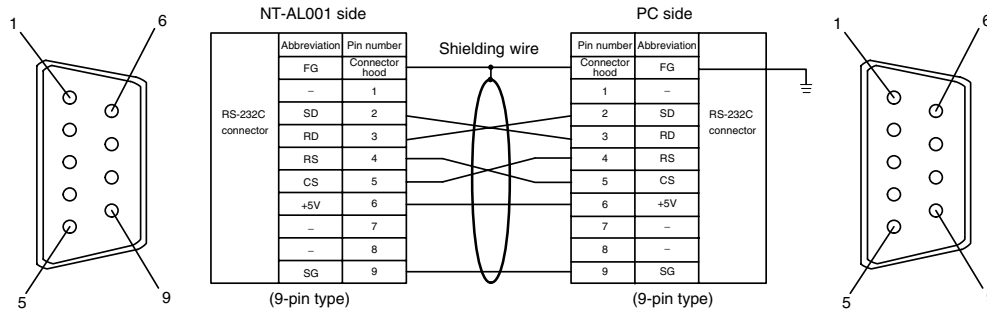 NT-AL001 side
PC side
1
6
5
9
Abbreviation Pin number
FG Connector hood
– 1
SD 2
RD 3
RS 4
CS 5
+5V 6
– 7
– 8
SG 9
RS-232C connector
(9-pin type)
Shielding wire
Pin number Abbreviation
Connector hood FG
1 –
2 SD
3 RD
4 RS
5 CS
6 +5V
7 –
8 –
9 SG
RS-232C connector
(9-pin type)
1
6
5